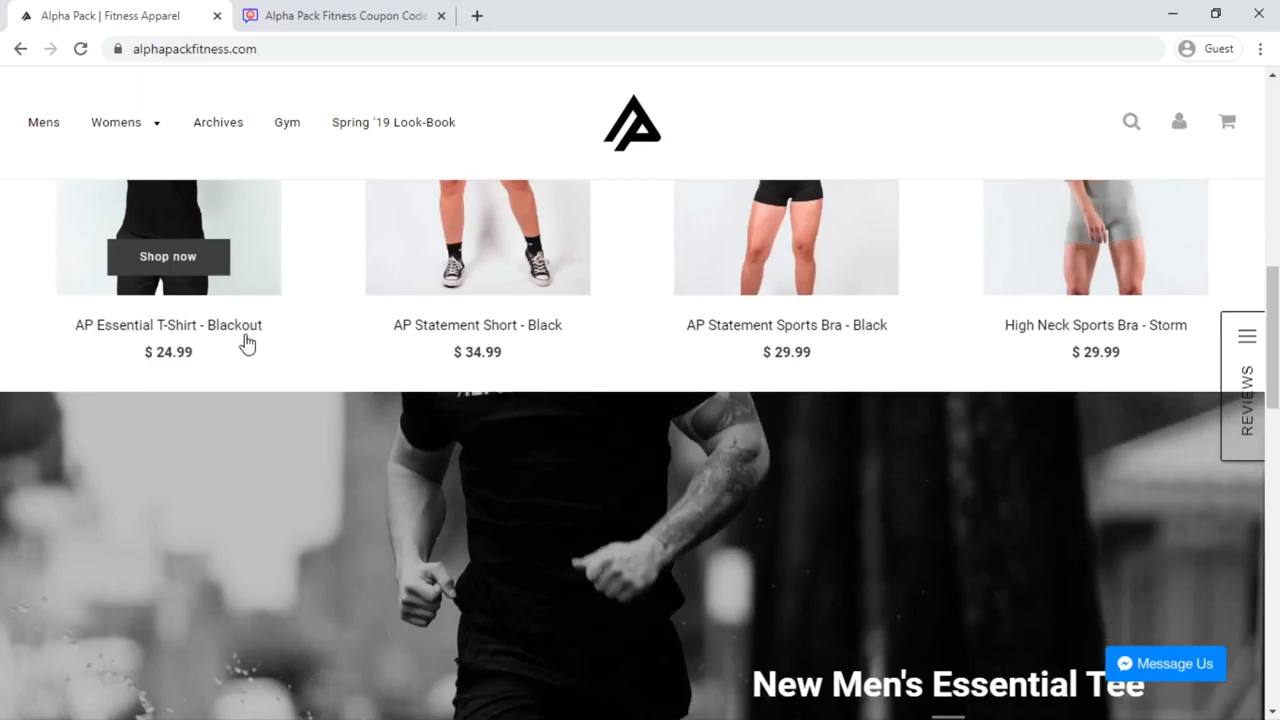 Alpha Pack | Fitness Apparel
Alpha Pack Fitness Coupon Code
alphapackfitness.com
Guest
Mens
Womens
Archives
Gym
Spring '19 Look-Book
Shop now
AP Essential T-Shirt - Blackout
$ 24.99
AP Statement Short - Black
$ 34.99
AP Statement Sports Bra - Black
$ 29.99
High Neck Sports Bra - Storm
$ 29.99
REVIEWS
Message Us
New Men's Essential Tee